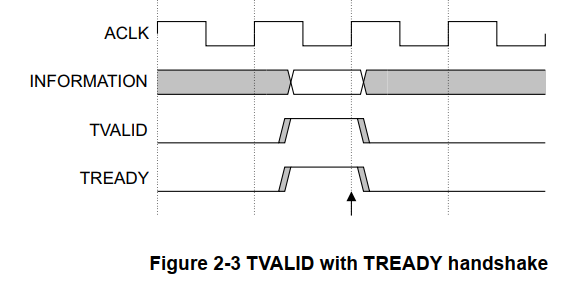 ACLK
INFORMATION
TVALID
TREADY
Figure 2-3 TVALID with TREADY handshake